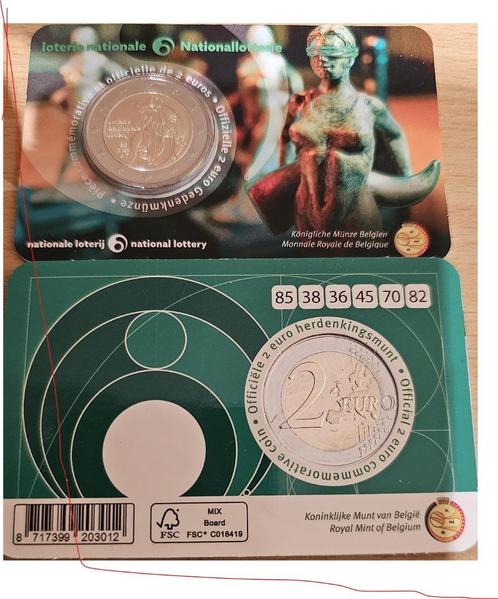 loterie nationale Nationallotterie
Pièce commémorative et officielle de 2 euros • Offizielle 2 euro Gedenkmünze •
Königliche Münze Belgien
Monnaie Royale de Belgique
nationale loterij national lottery
85 38 36 45 70 82
• Officiële 2 euro herdenkingsmunt • Official 2 euro commemorative coin
2 EURO
8 717399 203012
FSC
MIX
Board
FSC® C018419
Koninklijke Munt van België
Royal Mint of Belgium